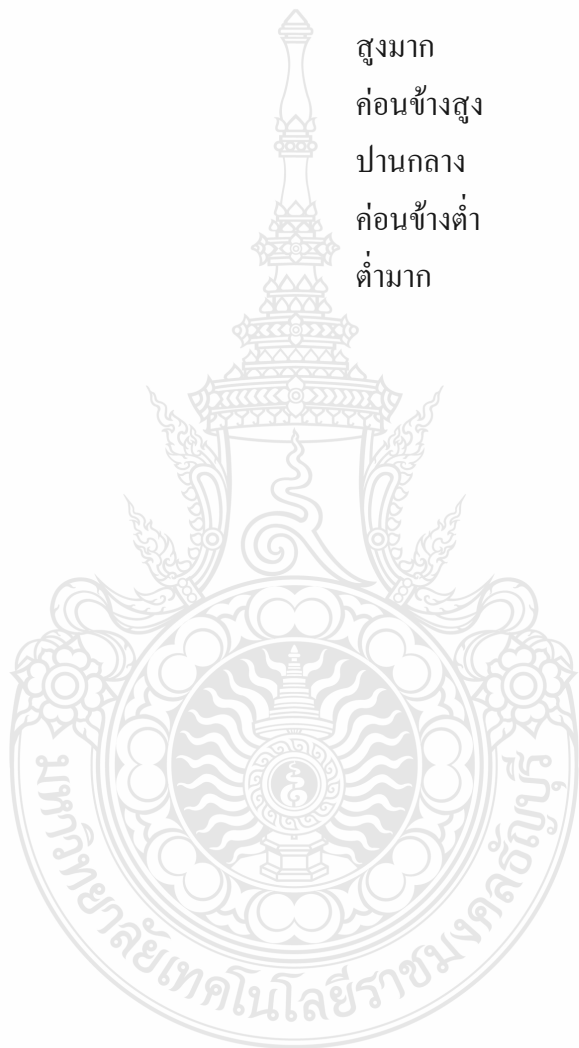 สูงมาก
ค่อนข้างสูง
ปานกลาง
ค่อนข้างต่ำ
ต่ำมาก
มหาวิทยาลัยเทคโนโลยีราชมงคลธัญบุรี